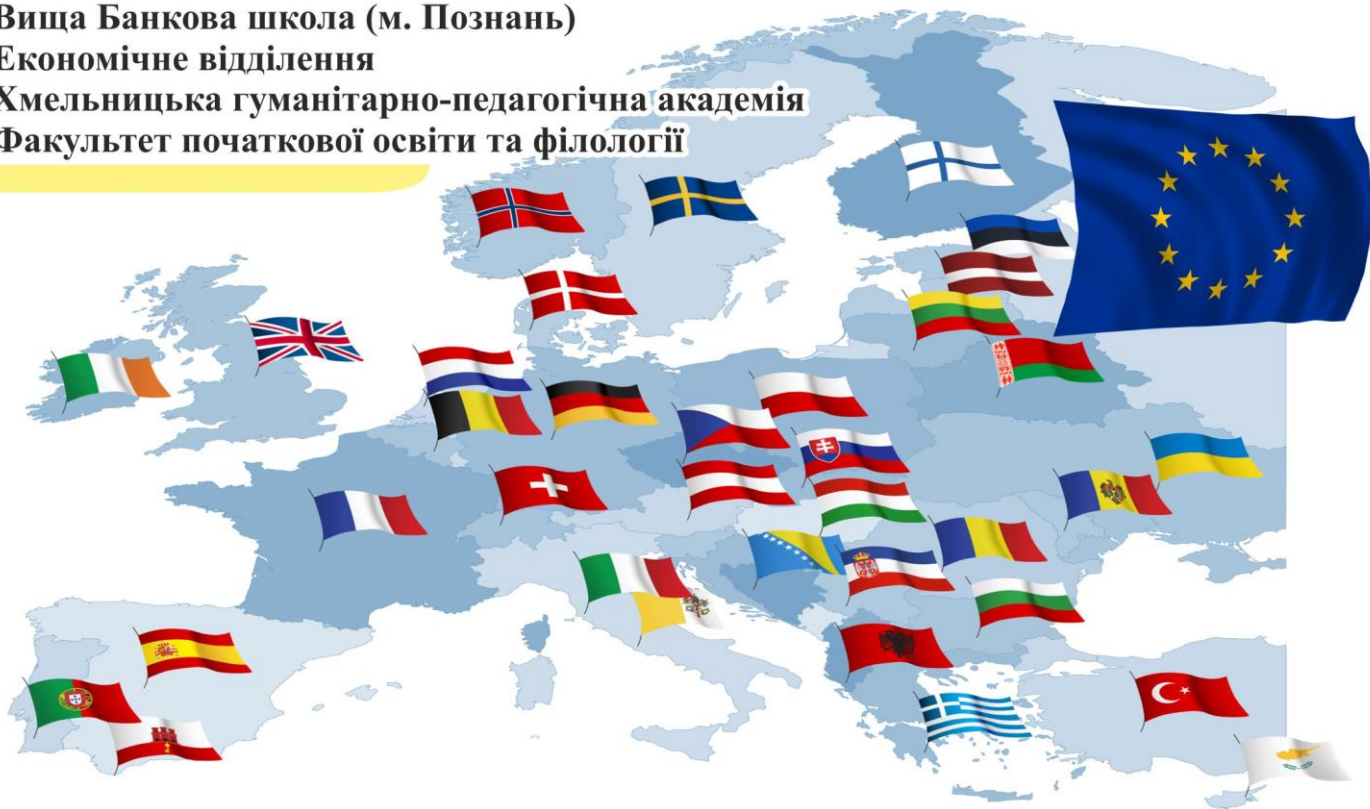 Вища Банкова школа (м. Познань)
Економічне відділення
Хмельницька гуманітарно-педагогічна академія
Факультет початкової освіти та філології